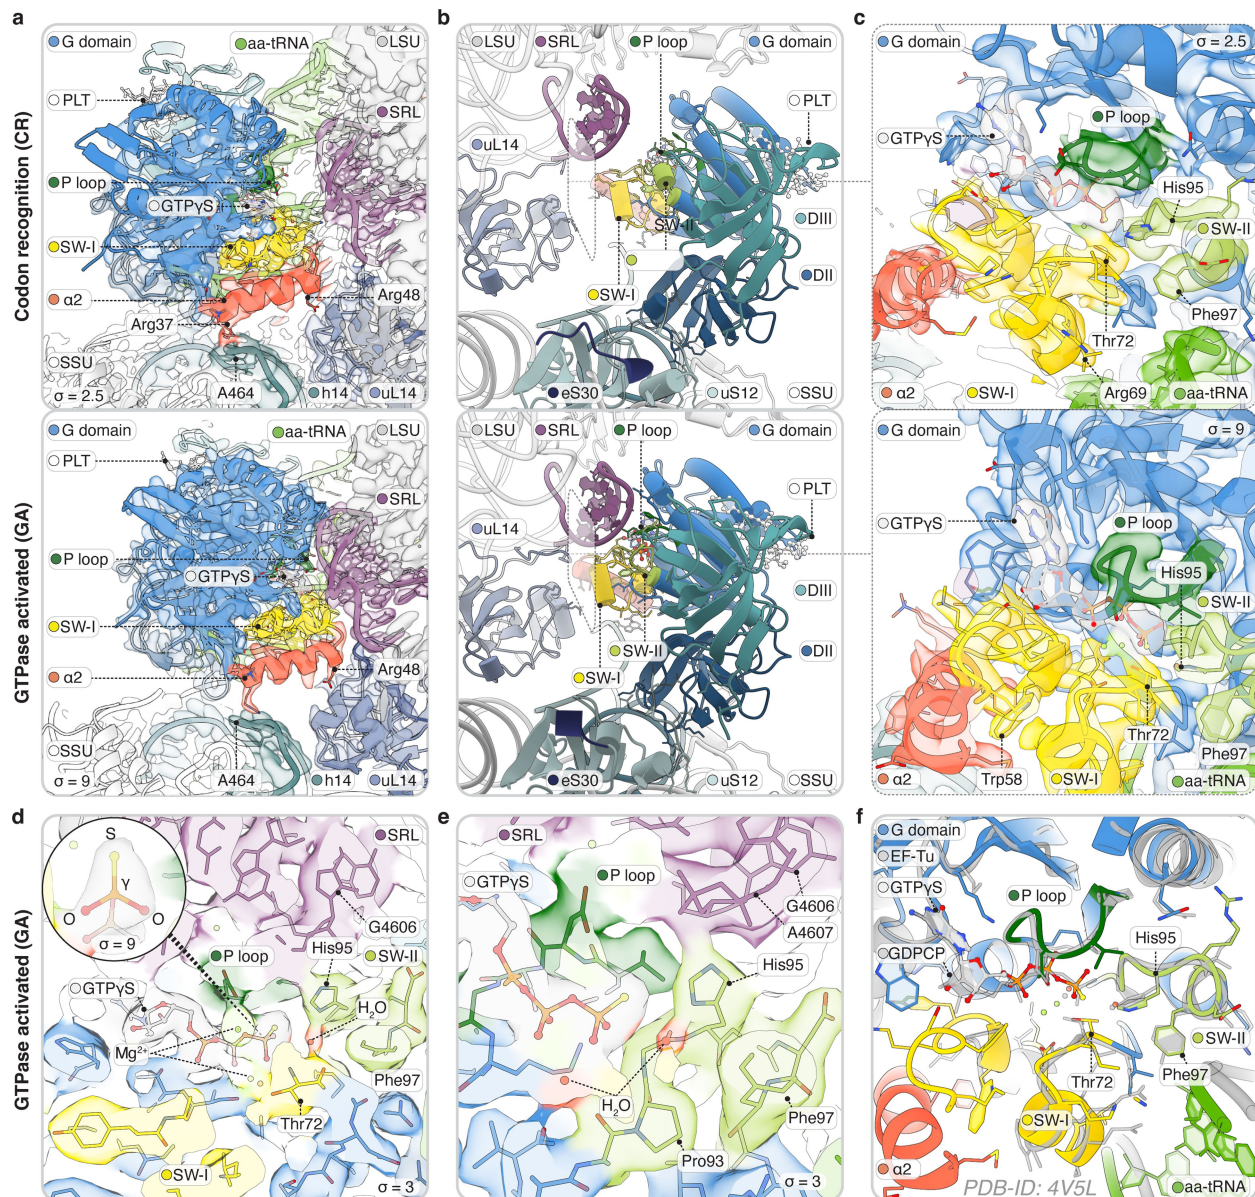 a
Codon recognition (CR)
G domain
aa-tRNA
LSU
PLT
SRL
P loop
GTPγS
SW-I
α2
Arg48
Arg37
SSU
σ = 2.5
A464
h14
uL14
b
LSU
SRL
P loop
G domain
PLT
uL14
SW-II
DIII
DII
SW-I
eS30
uS12
SSU
c
G domain
σ = 2.5
P loop
GTPγS
His95
SW-II
Phe97
Thr72
α2
SW-I
Arg69
aa-tRNA
GTPase activated (GA)
G domain
aa-tRNA
LSU
PLT
SRL
P loop
GTPγS
SW-I
α2
Arg48
SSU
σ = 9
A464
h14
uL14
LSU
SRL
P loop
G domain
PLT
uL14
DIII
SW-II
DII
SW-I
eS30
uS12
SSU
G domain
σ = 9
GTPγS
P loop
His95
SW-II
Thr72
Phe97
α2
Trp58
SW-I
aa-tRNA
GTPase activated (GA)
d
S
γ
O
O
σ = 9
SRL
G4606
His95
P loop
SW-II
GTPγS
H₂O
Mg²⁺
Phe97
Thr72
SW-I
σ = 3
e
SRL
GTPγS
P loop
G4606
A4607
His95
H₂O
Phe97
Pro93
σ = 3
f
G domain
EF-Tu
GTPγS
P loop
His95
GDPCP
SW-II
Thr72
Phe97
SW-I
α2
PDB-ID: 4V5L
aa-tRNA